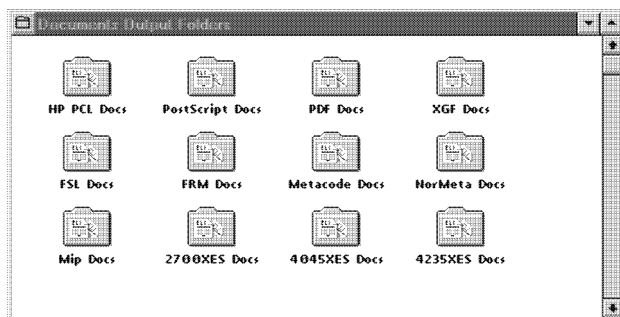 Documents Output Folders
HP PCL Docs PostScript Docs PDF Docs XGF Docs
FSL Docs FRM Docs Metacode Docs NorMeta Docs
Mip Docs 2700XES Docs 4045XES Docs 4235XES Docs